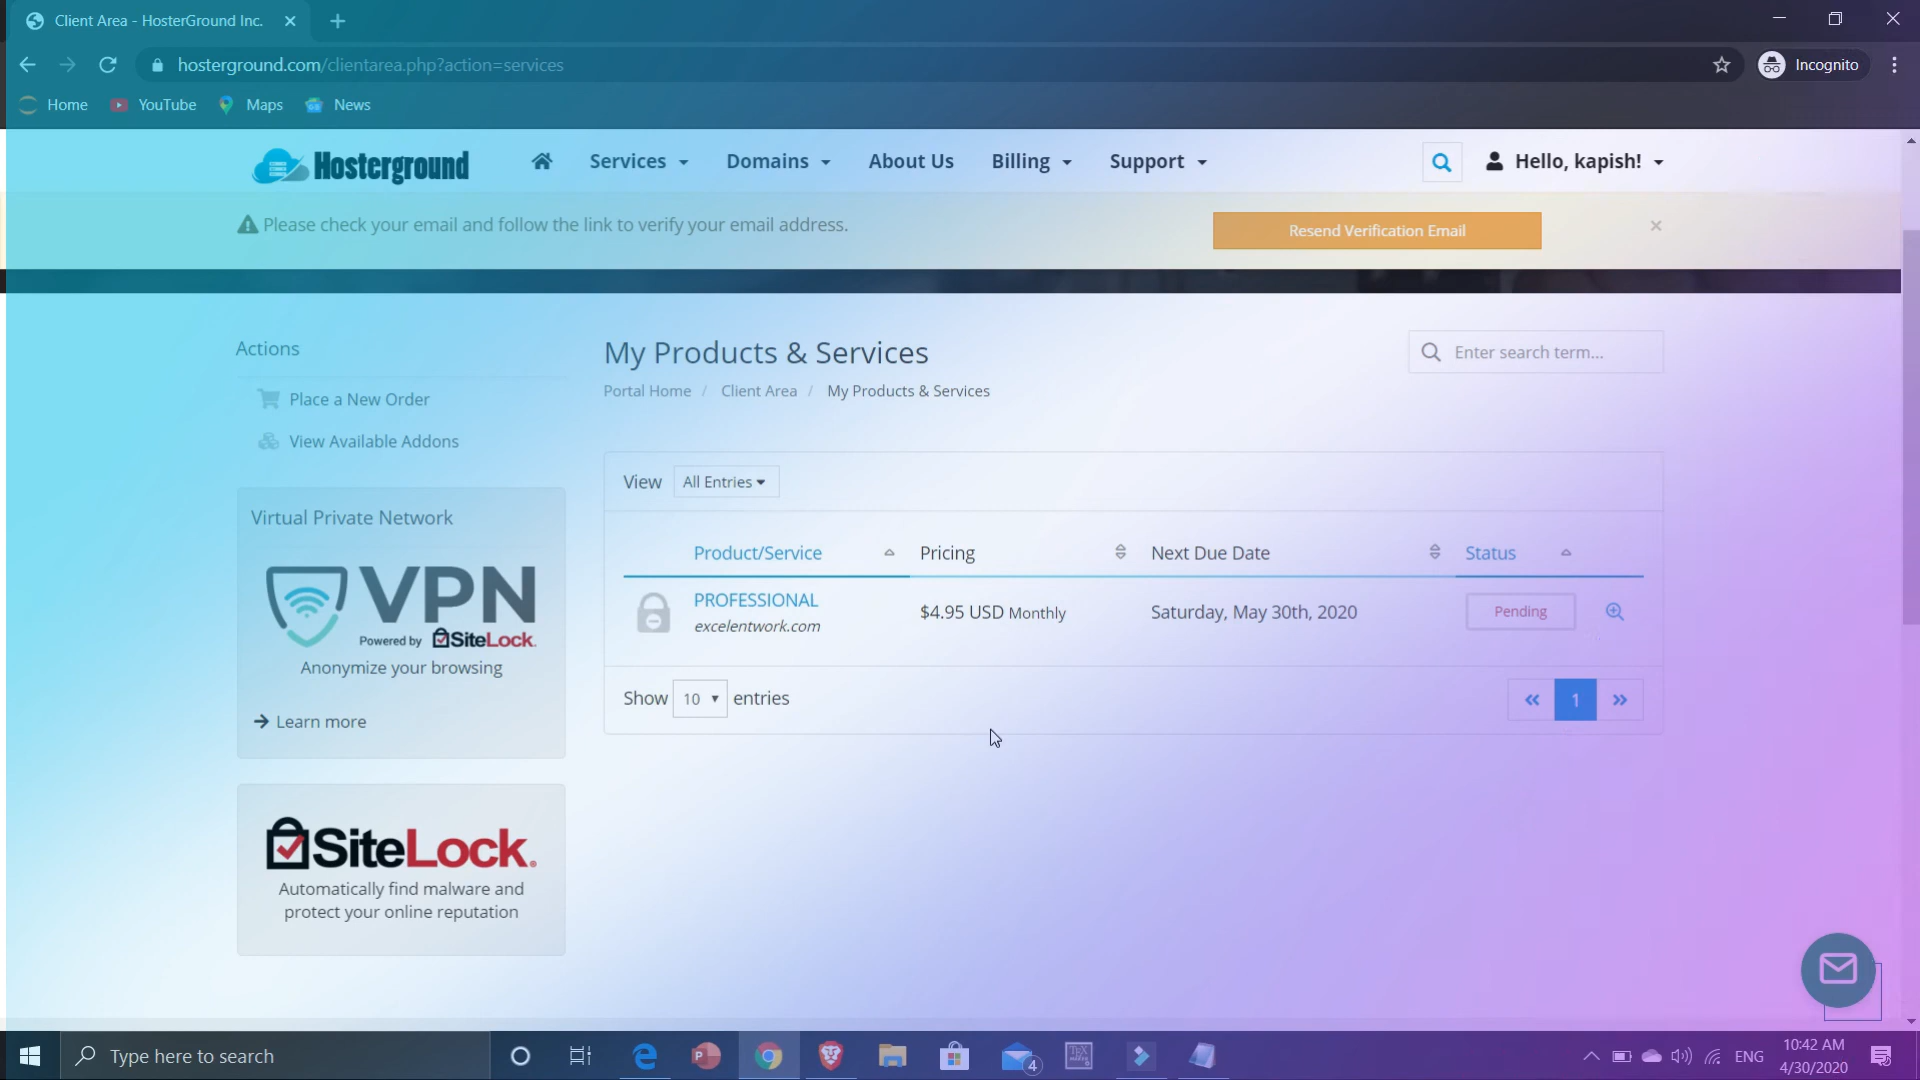 Client Area - HosterGround Inc.
hosterground.com/clientarea.php?action=services
Incognito
Home YouTube Maps News
Hosterground
Services Domains About Us Billing Support
Hello, kapish!
Please check your email and follow the link to verify your email address.
Resend Verification Email
Actions
Place a New Order
View Available Addons
Virtual Private Network
VPN
Powered by SiteLock.
Anonymize your browsing
Learn more
SiteLock.
Automatically find malware and
protect your online reputation
My Products & Services
Enter search term...
Portal Home / Client Area / My Products & Services
View All Entries
Product/Service Pricing Next Due Date Status
PROFESSIONAL
excelentwork.com
$4.95 USD Monthly
Saturday, May 30th, 2020
Pending
Show 10 entries
« 1 »
Type here to search
4
TEX
MAKER
ENG
10:42 AM
4/30/2020